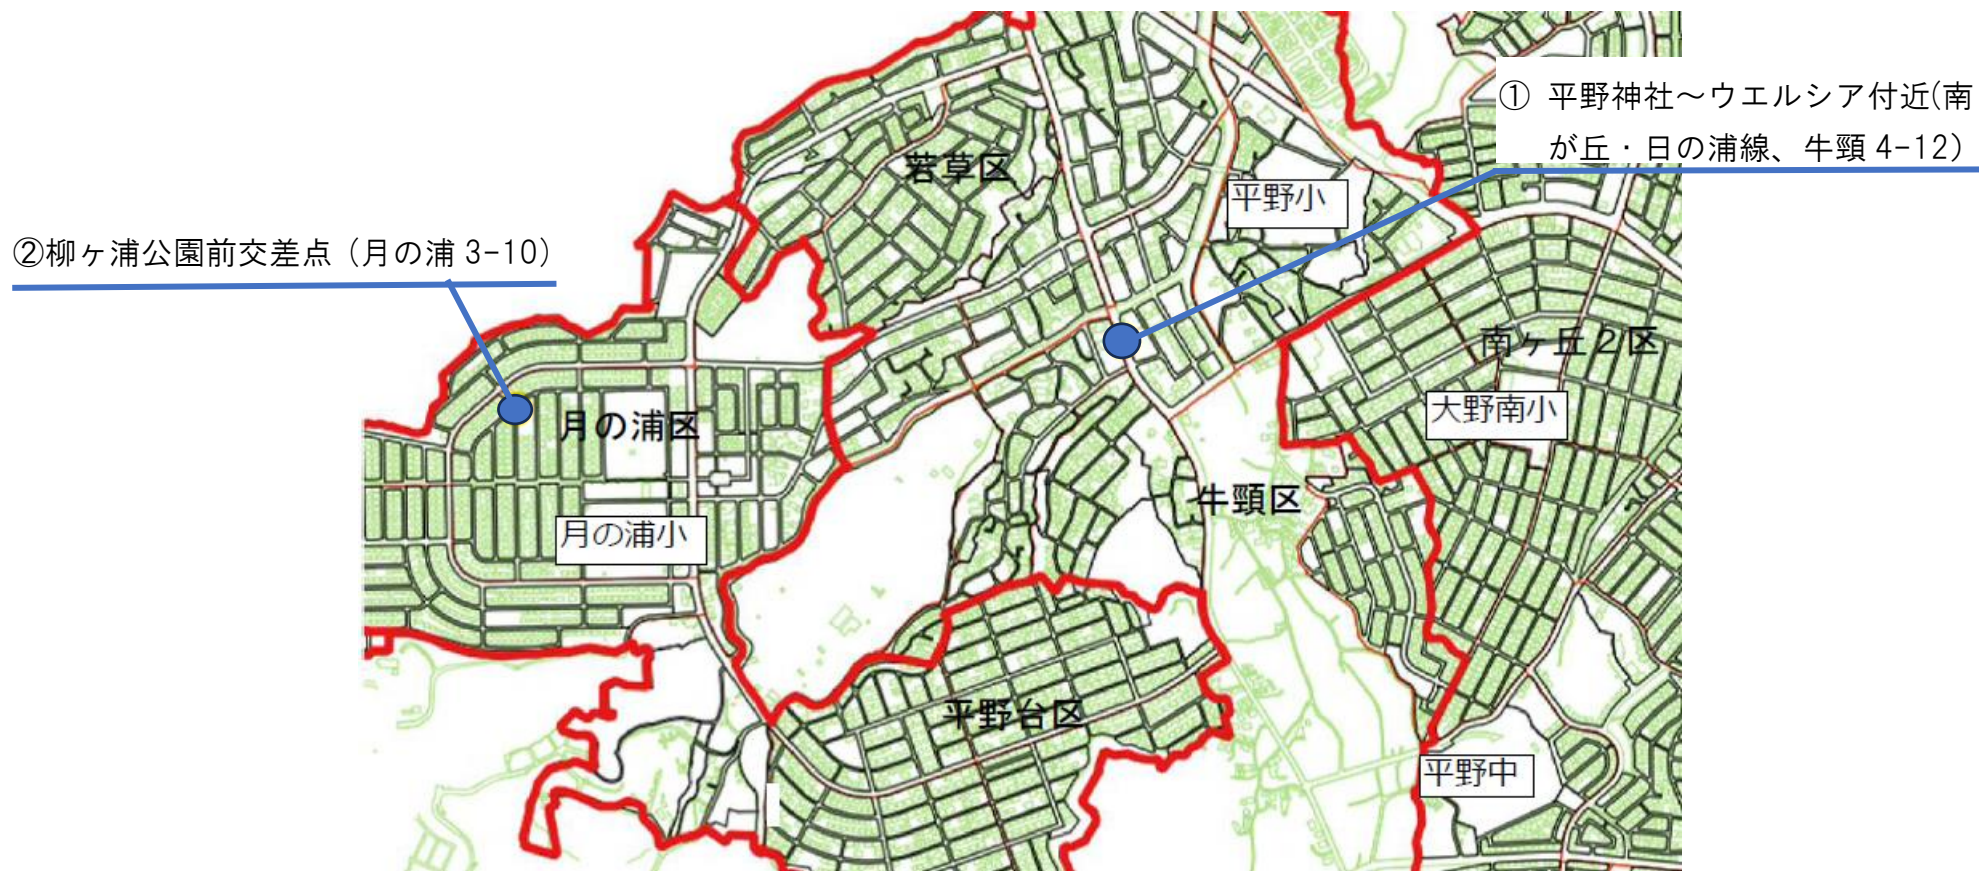 ① 平野神社～ウエルシア付近(南
が丘・日の浦線、牛頸 4-12)
若草区
平野小
②柳ヶ浦公園前交差点（月の浦 3-10）
南ヶ丘２区
大野南小
月の浦区
牛頸区
月の浦小
平野台区
平野中